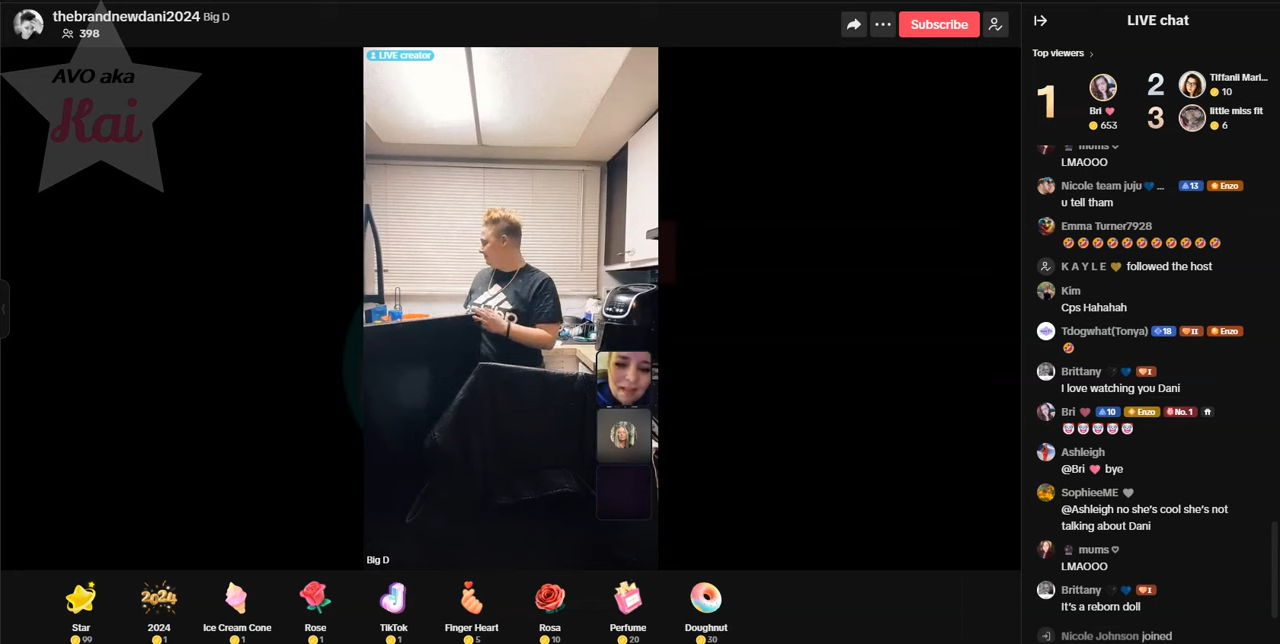 thebrandnewdani2024 Big D
398
Subscribe
AVO aka
Kai
LIVE creator
Big D
Star
99
2024
2024
1
Ice Cream Cone
1
Rose
1
TikTok
1
Finger Heart
5
Rosa
10
Perfume
20
Doughnut
30
LIVE chat
Top viewers
1
Bri
653
2
Tiffanii Mari...
10
3
little miss fit
6
mums
LMAOOO
Nicole team juju ... 13 Enzo
u tell tham
Emma Turner7928
K A Y L E followed the host
Kim
Cps Hahahah
Tdogwhat(Tonya) 18 II Enzo
Brittany I
I love watching you Dani
Bri 10 Enzo No. 1
Ashleigh
@Bri bye
SophieeME
@Ashleigh no she's cool she's not
talking about Dani
mums
LMAOOO
Brittany I
It's a reborn doll
Nicole Johnson joined